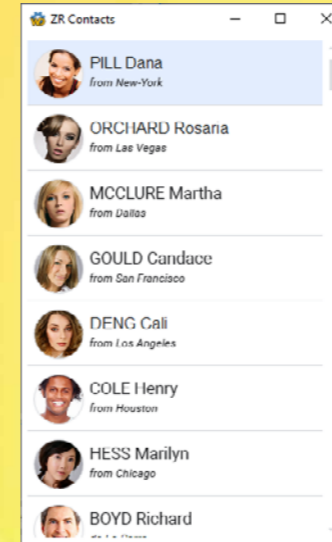 ZR Contacts
PILL Dana
from New-York
ORCHARD Rosaria
from Las Vegas
MCCLURE Martha
from Dallas
GOULD Candace
from San Francisco
DENG Cali
from Los Angeles
COLE Henry
from Houston
HESS Marilyn
from Chicago
BOYD Richard